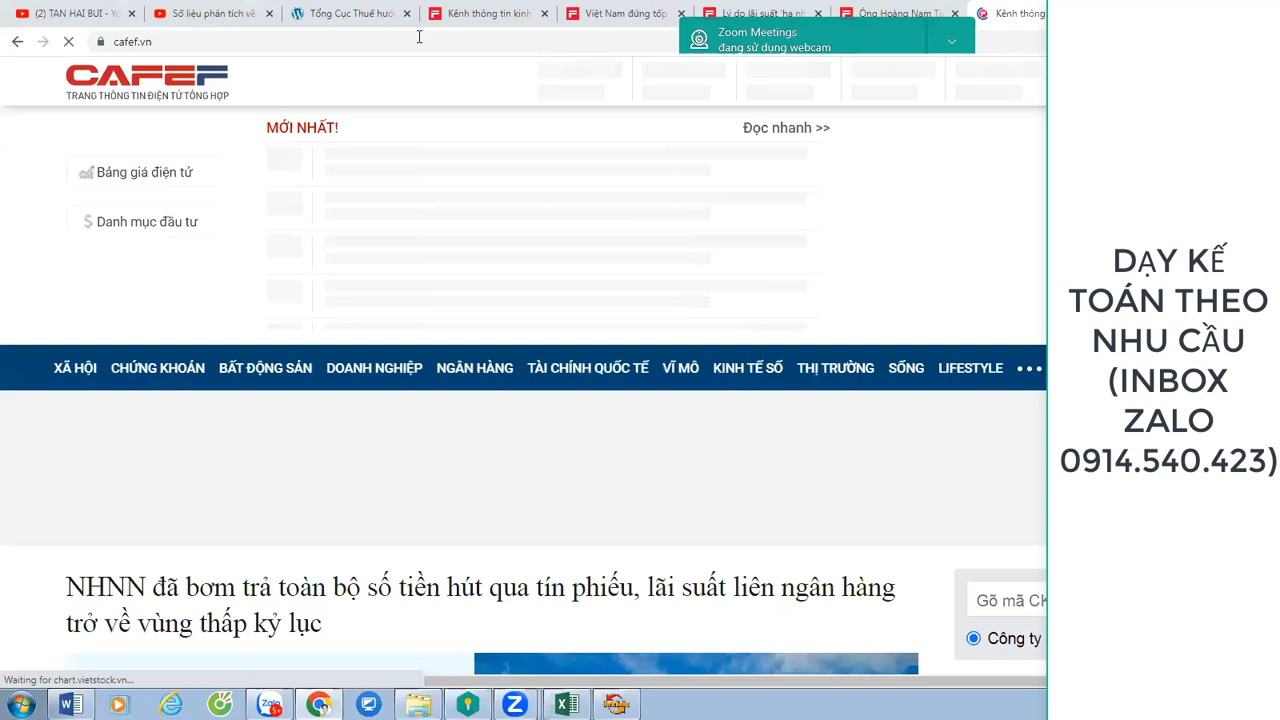 (2) TAN HAI BUI - Yo
Số liệu phân tích về
Tổng Cục Thuế hướ
Kênh thông tin kinh
Việt Nam đứng tốp
Lý do lãi suất 'hạ nh
Ông Hoàng Nam Ti
Kênh thông
cafef.vn
Zoom Meetings
đang sử dụng webcam
CAFEF
TRANG THÔNG TIN ĐIỆN TỬ TỔNG HỢP
MỚI NHẤT!
Đọc nhanh >>
Bảng giá điện tử
Danh mục đầu tư
XÃ HỘI CHỨNG KHOÁN BẤT ĐỘNG SẢN DOANH NGHIỆP NGÂN HÀNG TÀI CHÍNH QUỐC TẾ VĨ MÔ KINH TẾ SỐ THỊ TRƯỜNG SỐNG LIFESTYLE
NHNN đã bơm trả toàn bộ số tiền hút qua tín phiếu, lãi suất liên ngân hàng
trở về vùng thấp kỷ lục
Gõ mã CK
Công ty
Waiting for chart.vietstock.vn...
Zalo
5+
DẠY KẾ
TOÁN THEO
NHU CẦU
(INBOX
ZALO
0914.540.423)